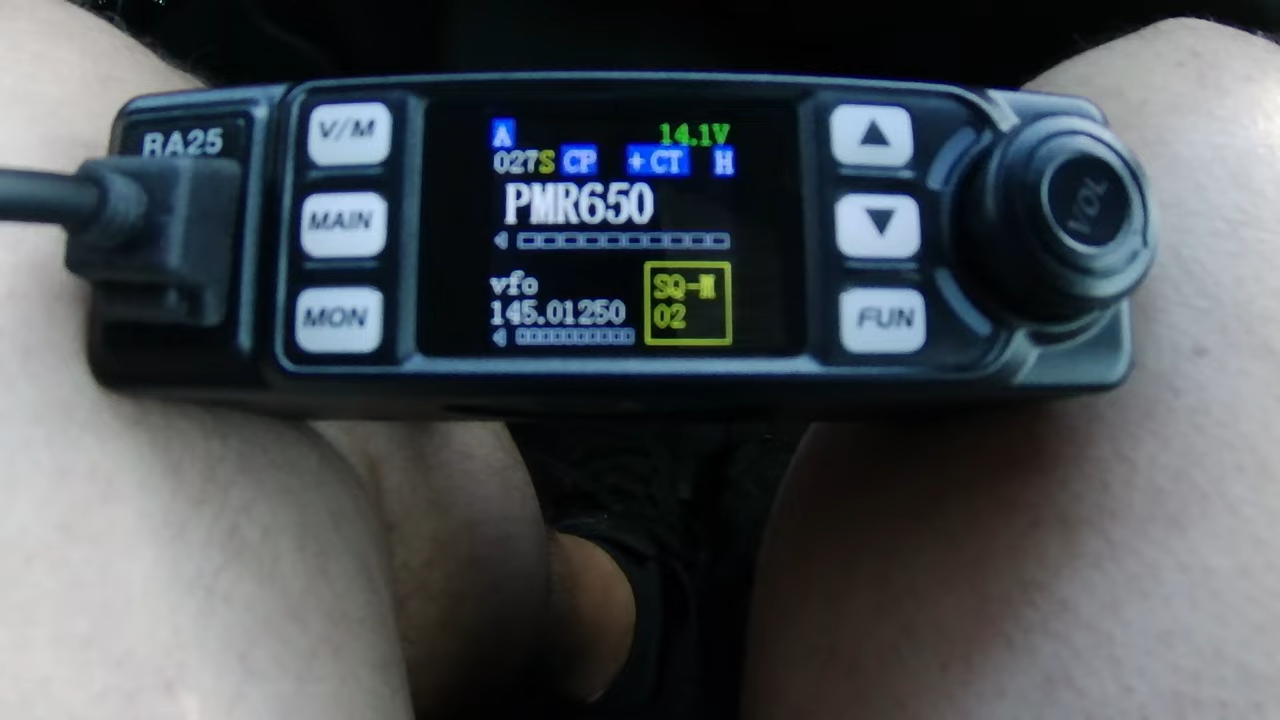 RA25
V/M
MAIN
MON
A 14.1V
027S CP + CT H
PMR650
vfo
145.01250
SQ-N
02
FUN
VOL